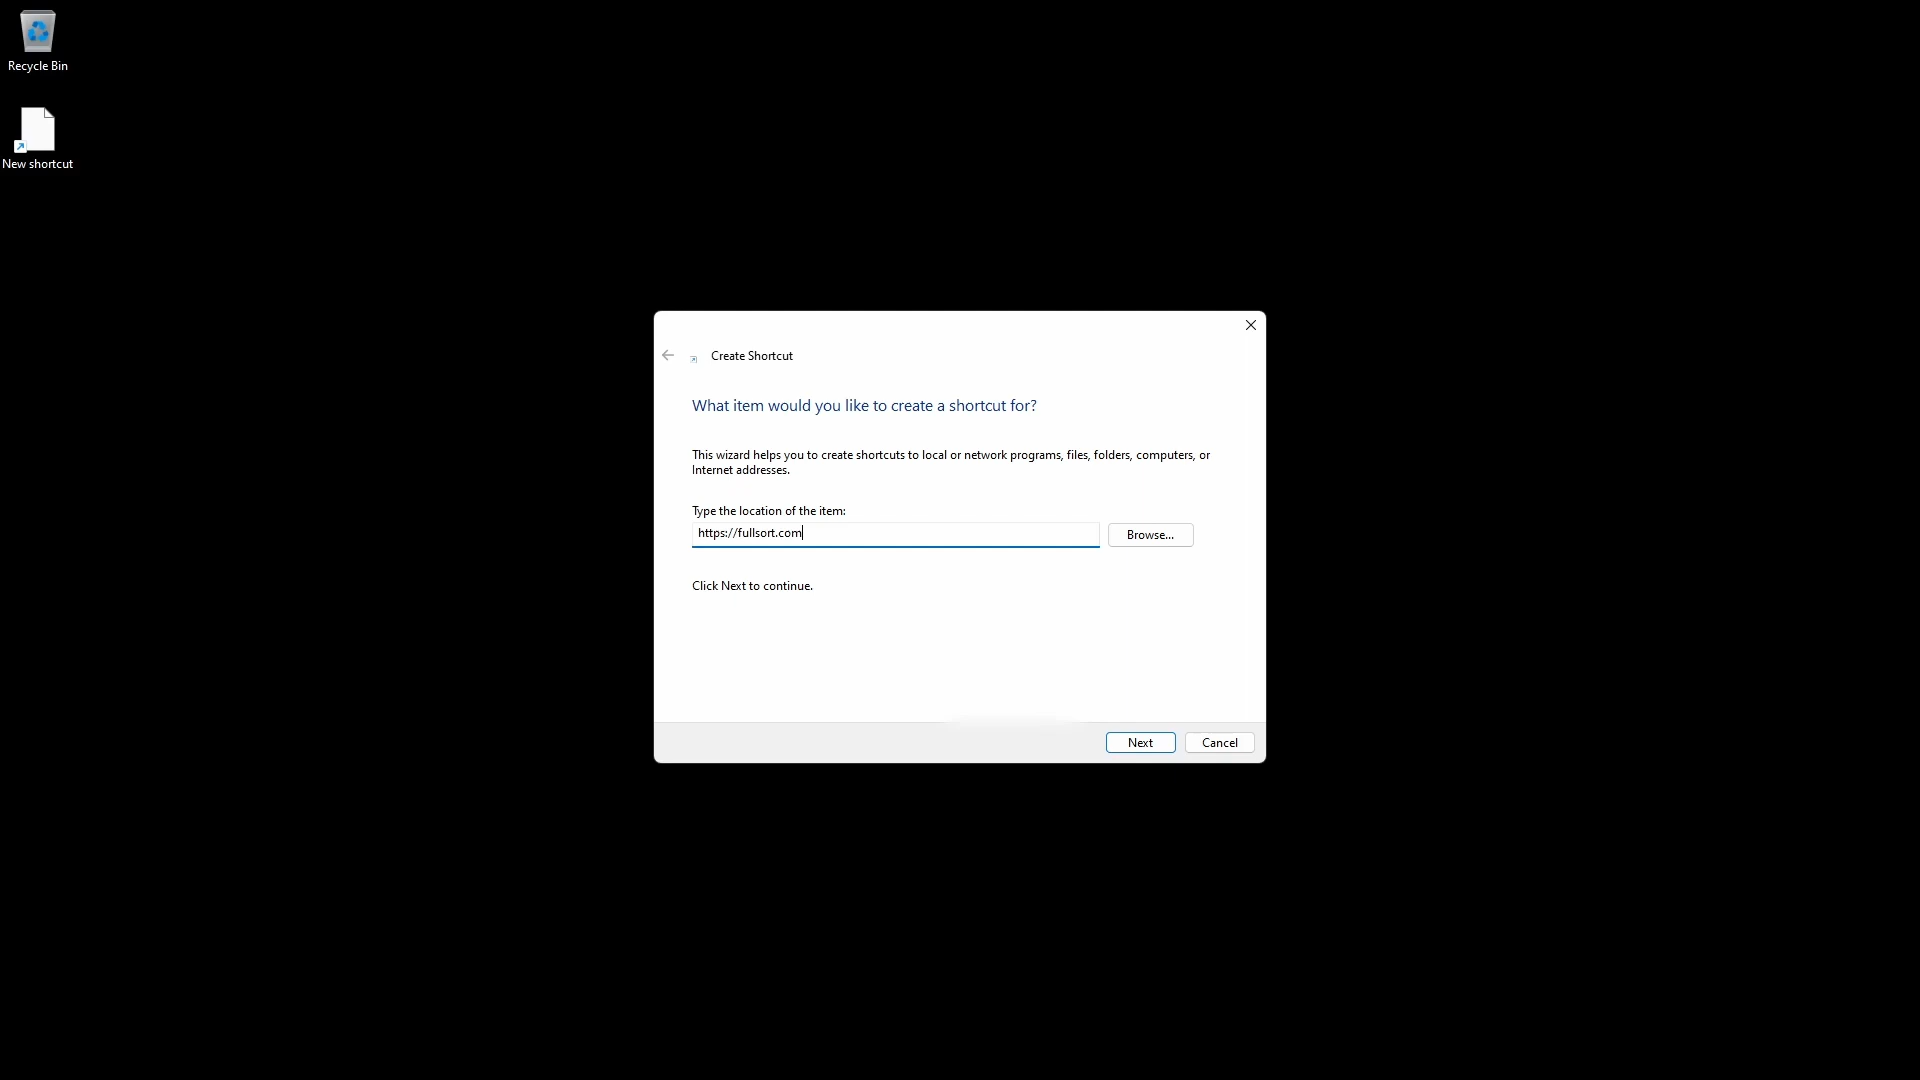 Recycle Bin
New shortcut
Create Shortcut
What item would you like to create a shortcut for?
This wizard helps you to create shortcuts to local or network programs, files, folders, computers, or
Internet addresses.
Type the location of the item:
https://fullsort.com
Browse...
Click Next to continue.
Next
Cancel